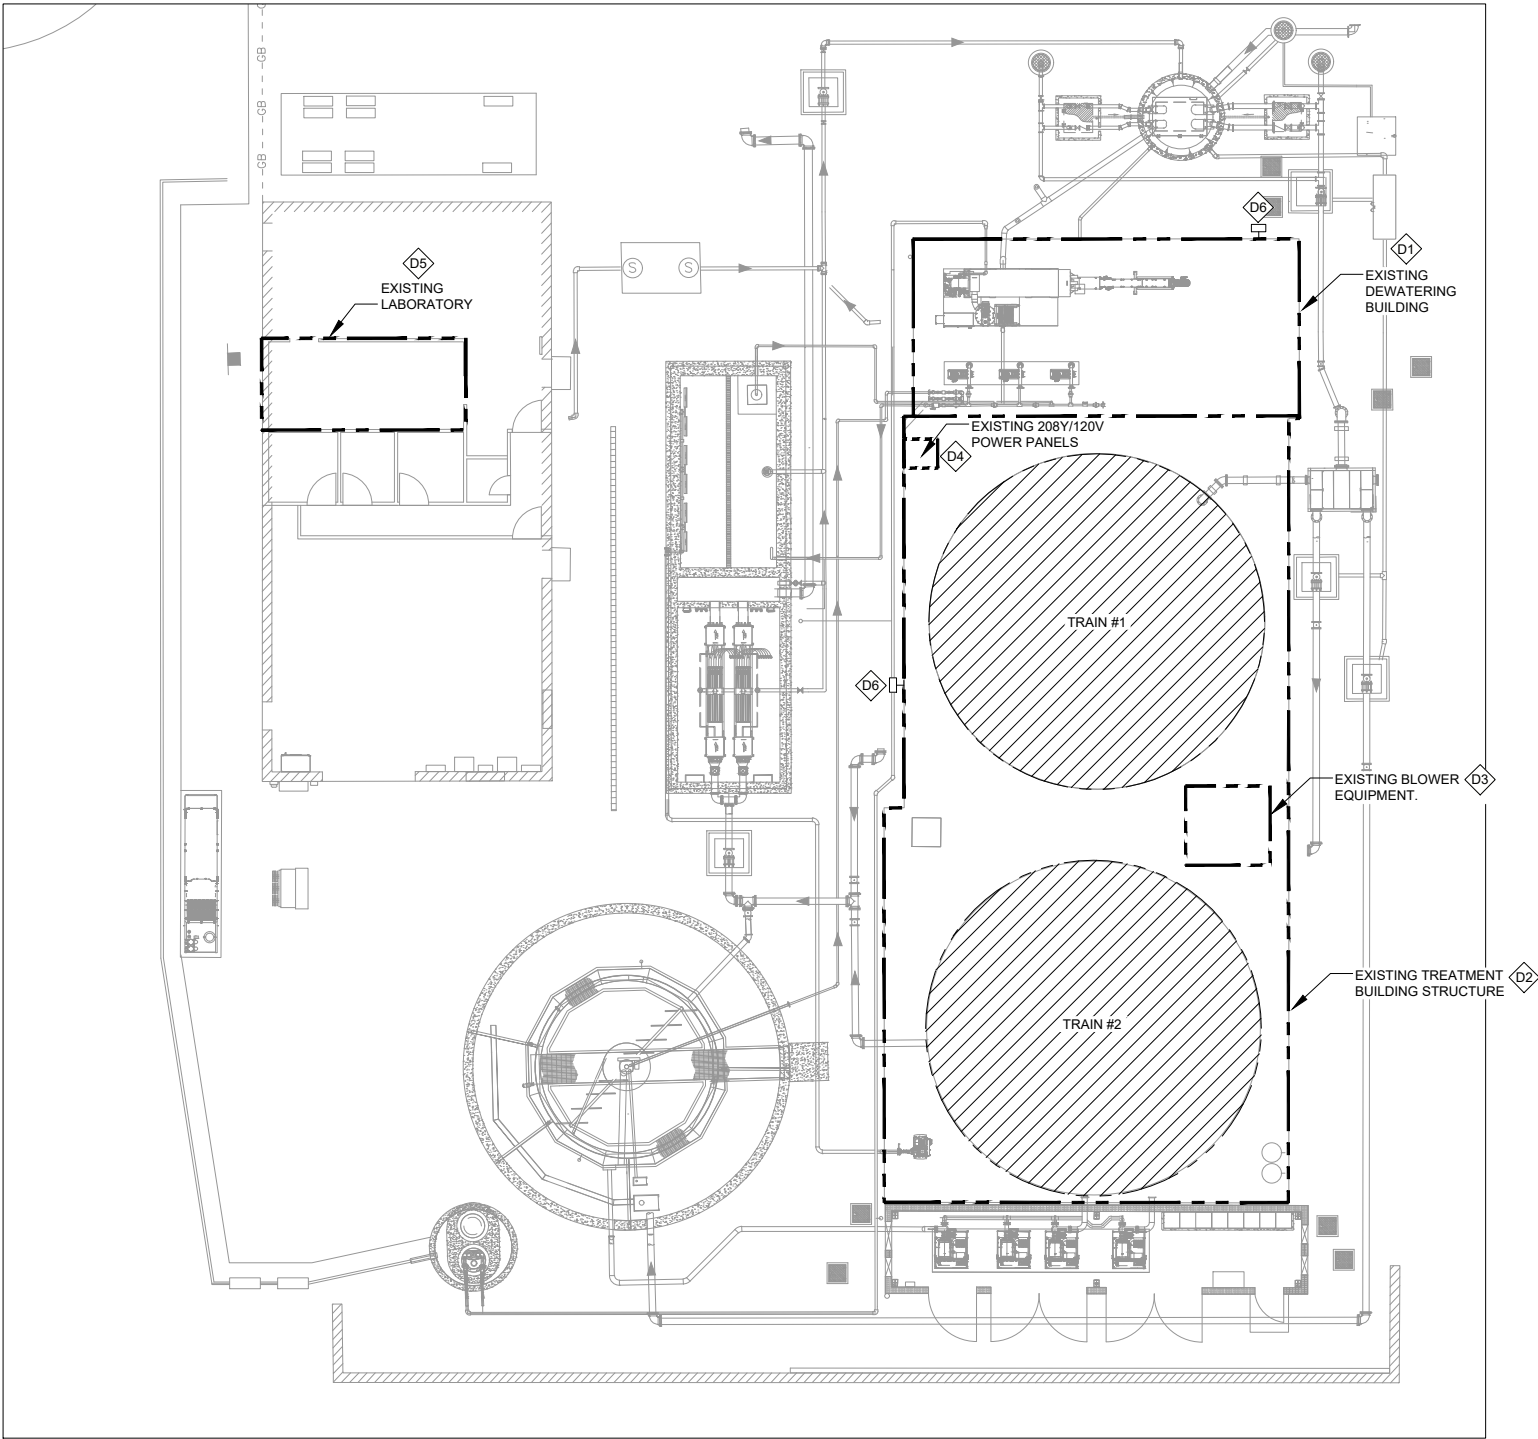 GB
GB
GB
D6
D1
EXISTING
DEWATERING
BUILDING
D5
EXISTING
LABORATORY
S
S
EXISTING 208Y/120V
POWER PANELS
D4
TRAIN #1
D6
EXISTING BLOWER
EQUIPMENT.
D3
EXISTING TREATMENT
BUILDING STRUCTURE
D2
TRAIN #2